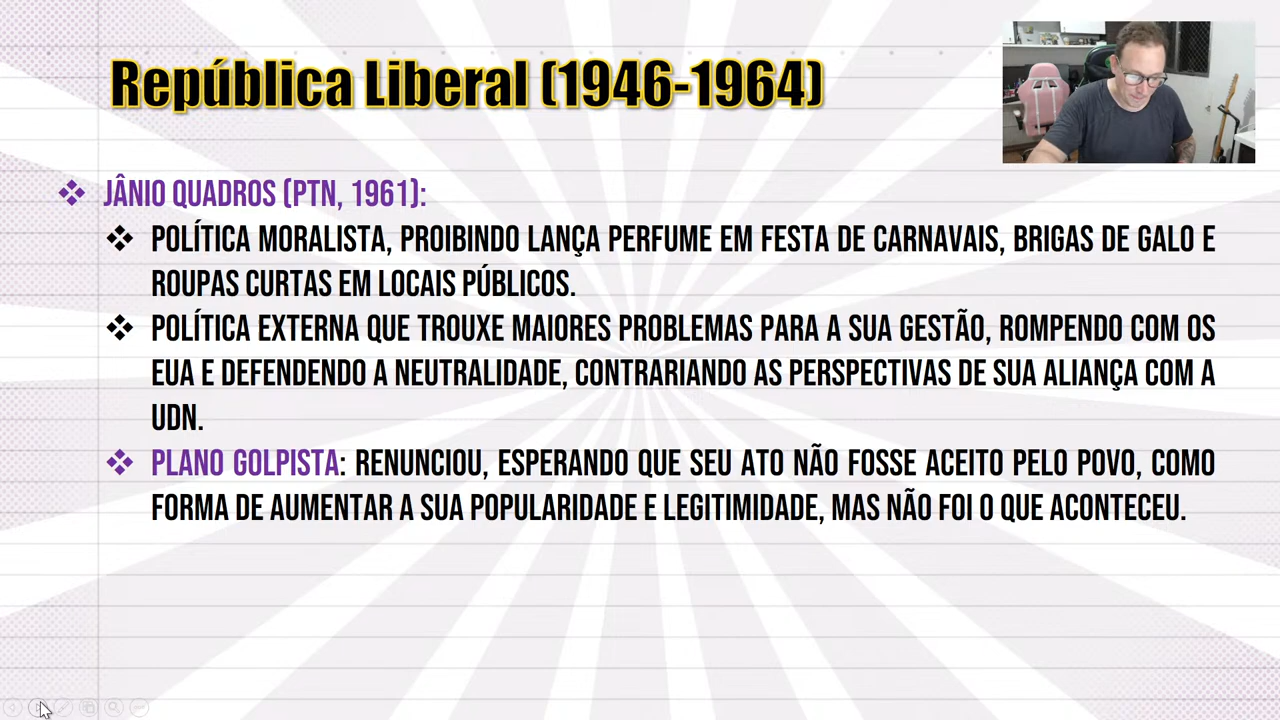 República Liberal (1946-1964)
JÂNIO QUADROS (PTN, 1961):
POLÍTICA MORALISTA, PROIBINDO LANÇA PERFUME EM FESTA DE CARNAVAIS, BRIGAS DE GALO E
ROUPAS CURTAS EM LOCAIS PÚBLICOS.
POLÍTICA EXTERNA QUE TROUXE MAIORES PROBLEMAS PARA A SUA GESTÃO, ROMPENDO COM OS
EUA E DEFENDENDO A NEUTRALIDADE, CONTRARIANDO AS PERSPECTIVAS DE SUA ALIANÇA COM A
UDN.
PLANO GOLPISTA: RENUNCIOU, ESPERANDO QUE SEU ATO NÃO FOSSE ACEITO PELO POVO, COMO
FORMA DE AUMENTAR A SUA POPULARIDADE E LEGITIMIDADE, MAS NÃO FOI O QUE ACONTECEU.